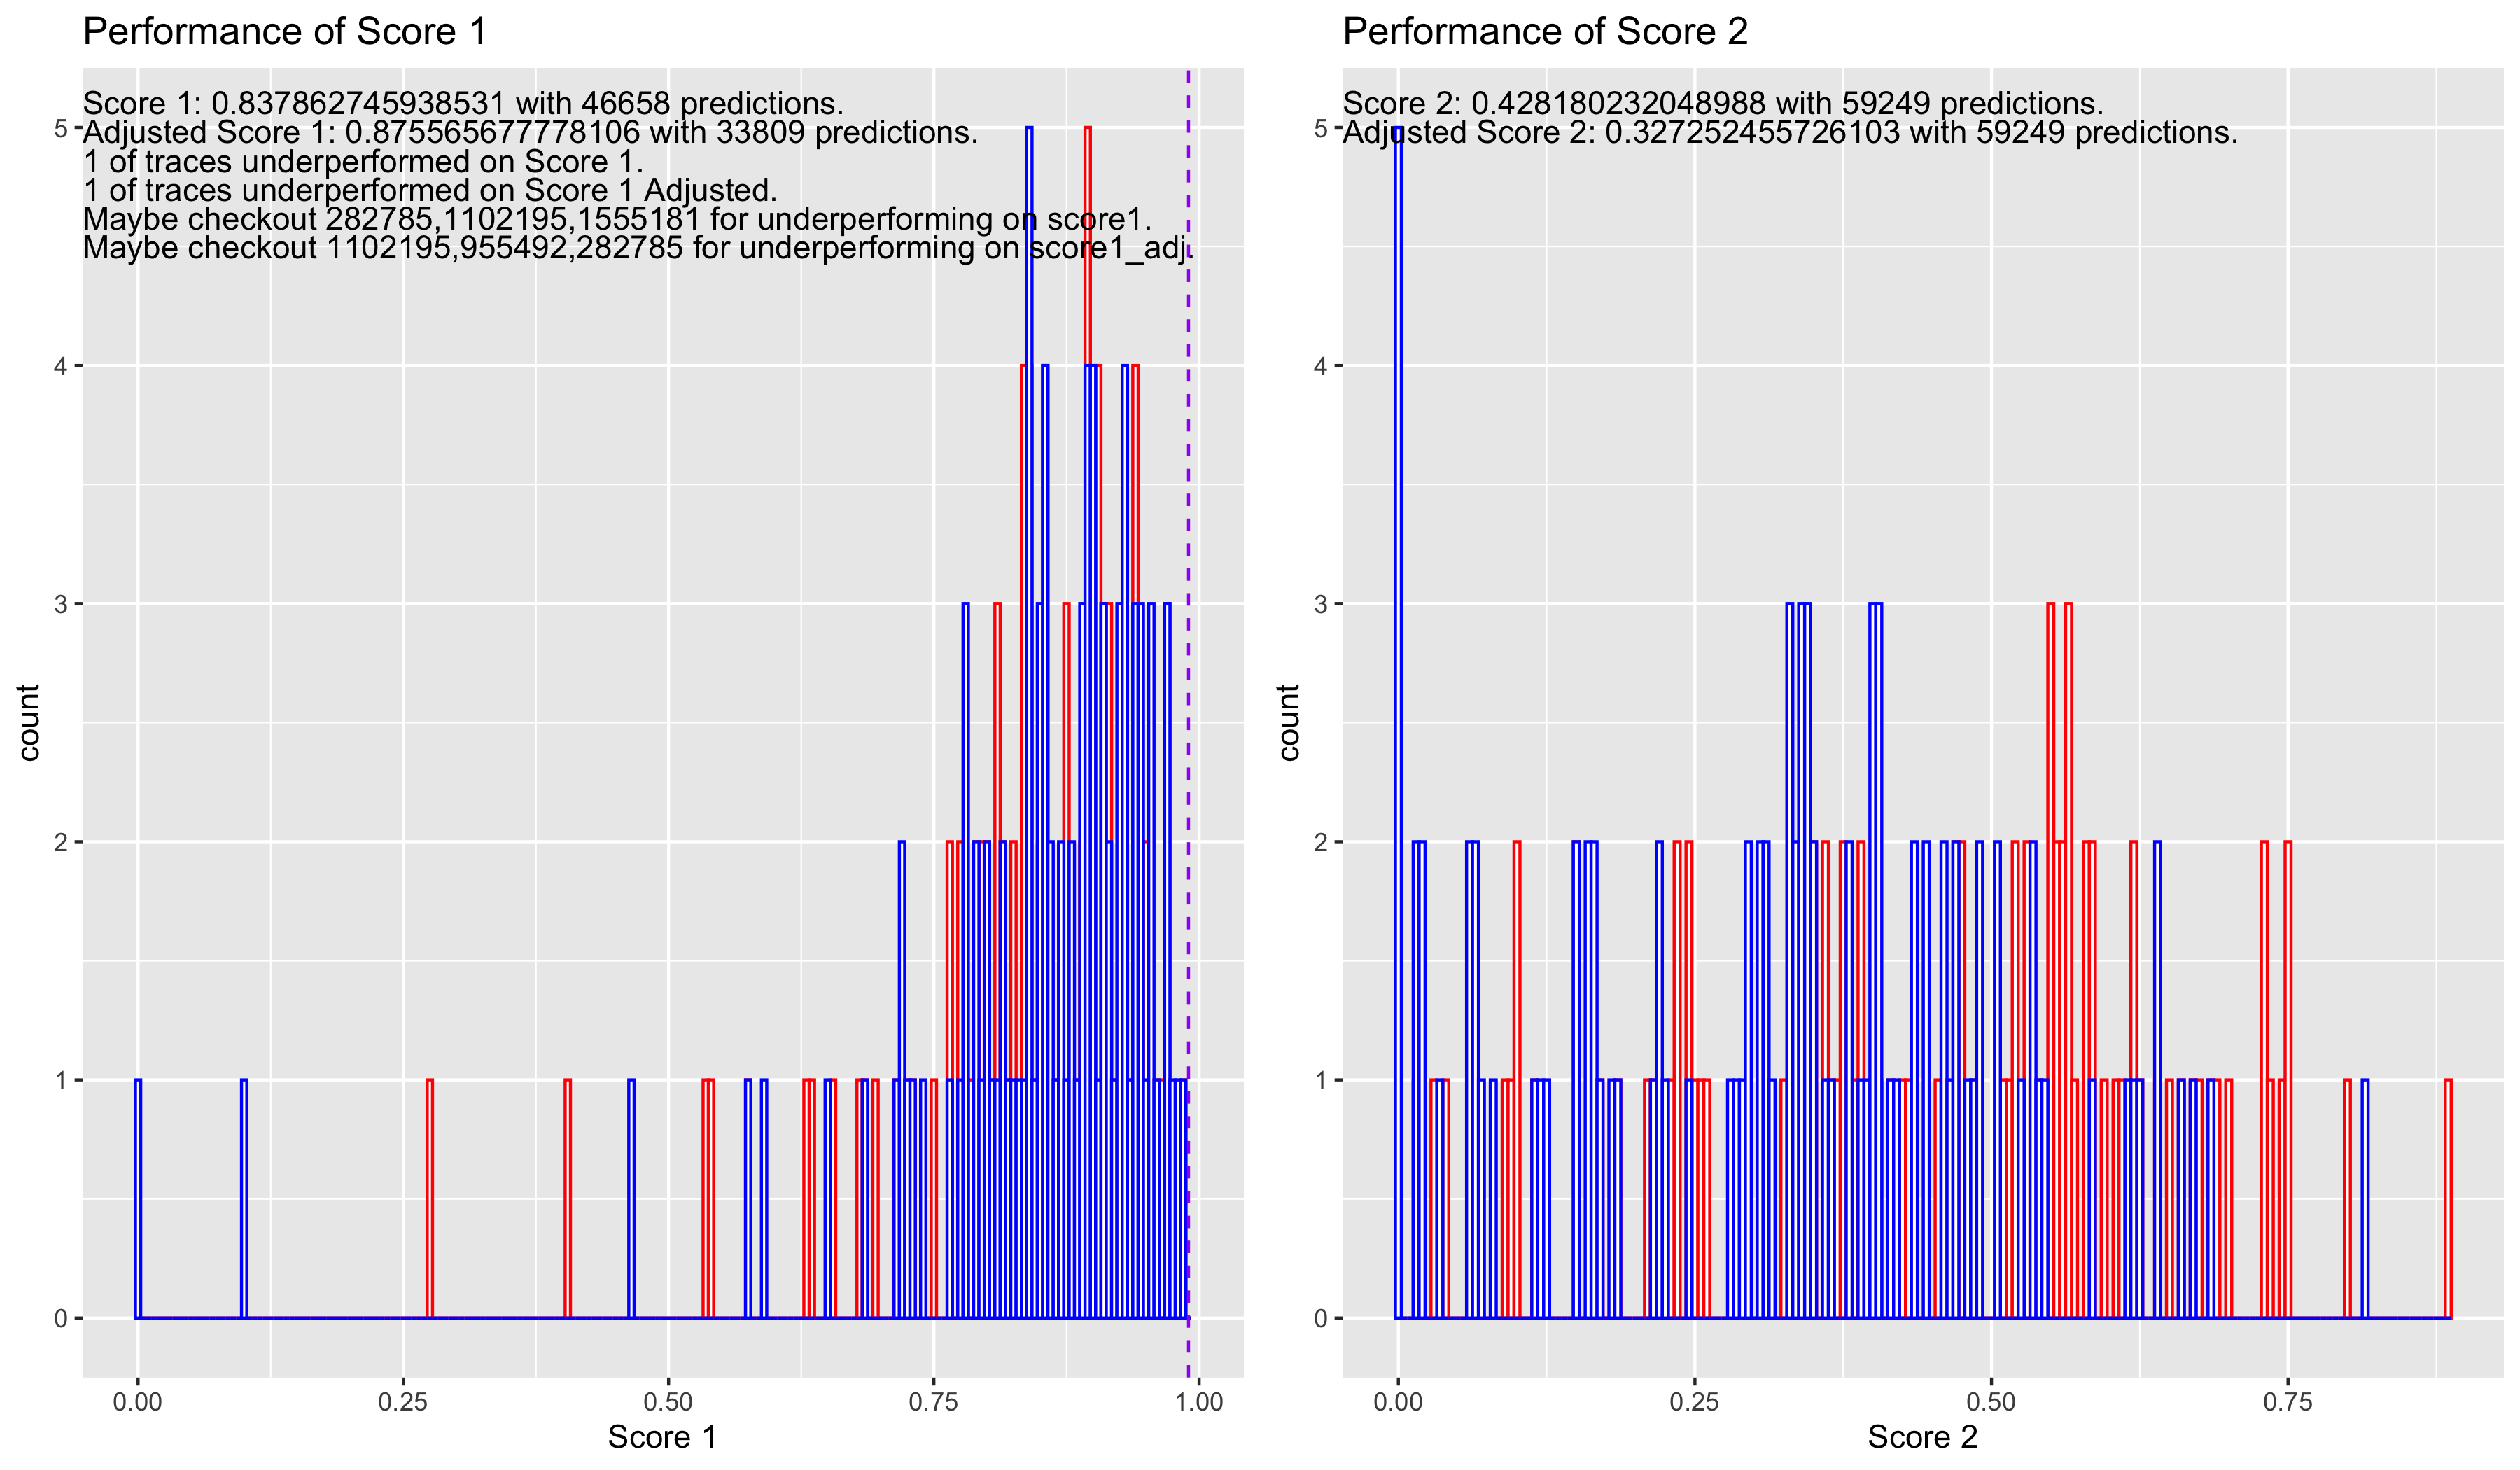 Performance of Score 1
Score 1: 0.837862745938531 with 46658 predictions.
Adjusted Score 1: 0.875565677778106 with 33809 predictions.
1 of traces underperformed on Score 1.
1 of traces underperformed on Score 1 Adjusted.
Maybe checkout 282785,1102195,1555181 for underperforming on score1.
Maybe checkout 1102195,955492,282785 for underperforming on score1_adj.
5
4
3
2
1
0
count
0.00 0.25 0.50 0.75 1.00
Score 1
Performance of Score 2
Score 2: 0.428180232048988 with 59249 predictions.
Adjusted Score 2: 0.327252455726103 with 59249 predictions.
5
4
3
2
1
0
count
0.00 0.25 0.50 0.75
Score 2